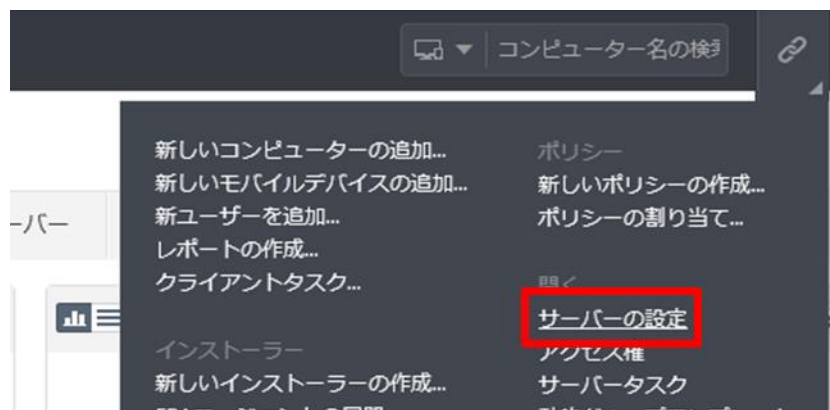 コンピューター名の検
新しいコンピューターの追加...
新しいモバイルデバイスの追加...
新ユーザーを追加...
レポートの作成...
クライアントタスク...
インストーラー
新しいインストーラーの作成...
ポリシー
新しいポリシーの作成...
ポリシーの割り当て...
開く
サーバーの設定
アクセス権
サーバータスク
ーバー